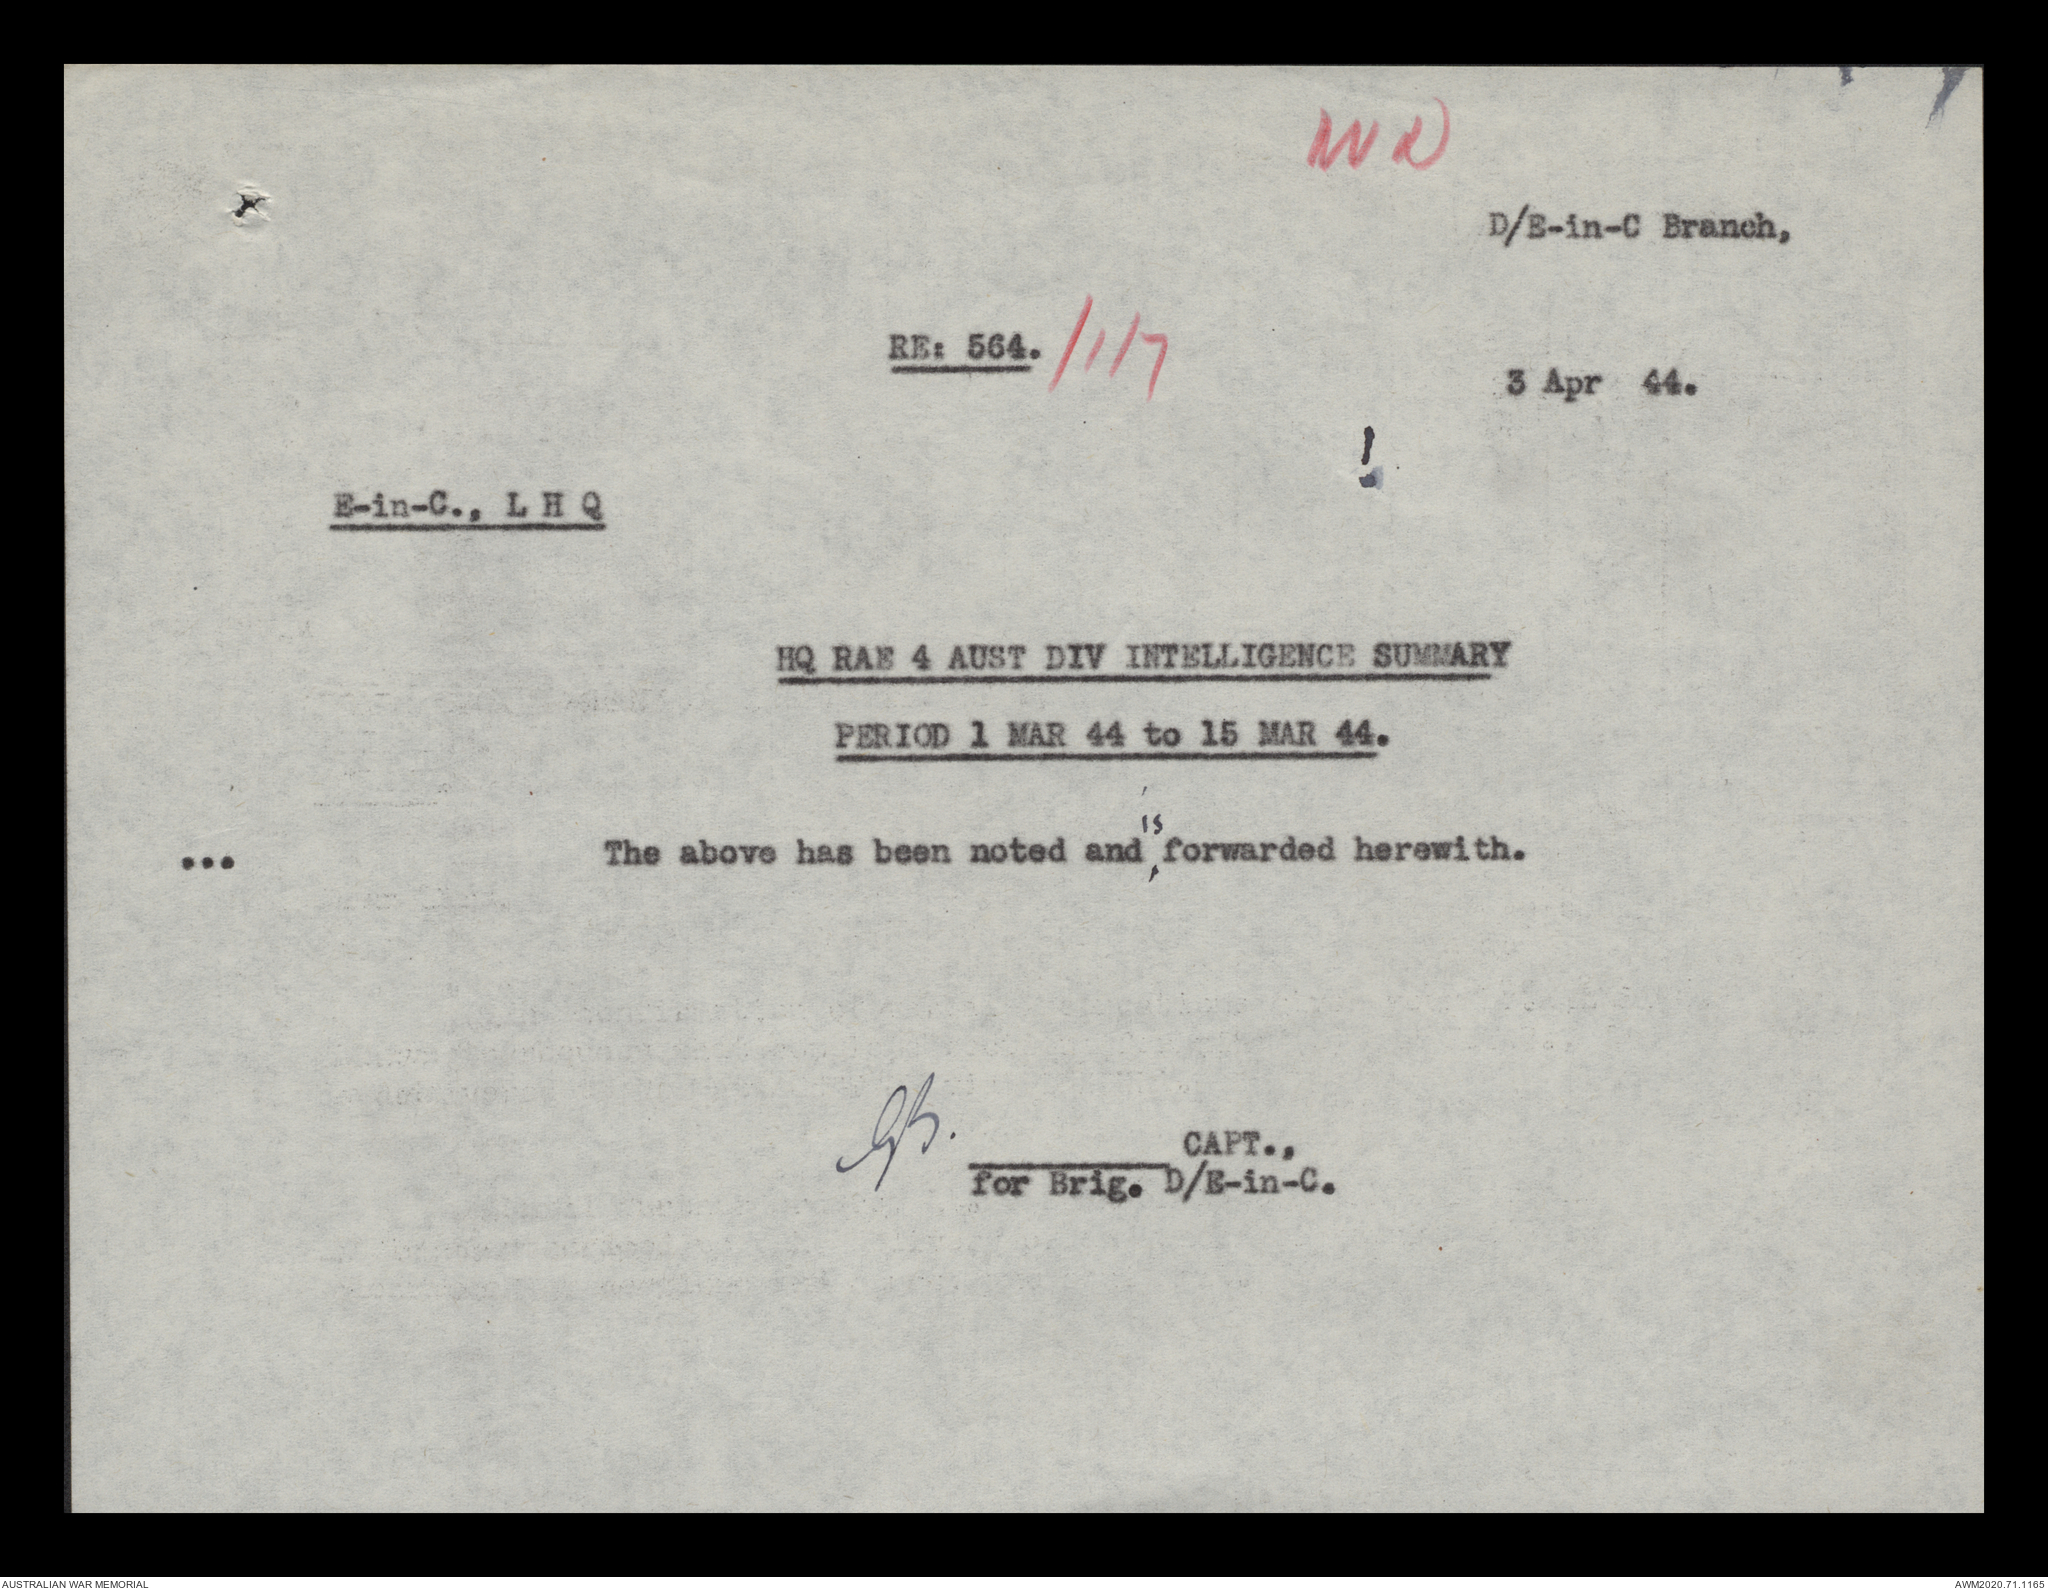 D/E-in-C Branch,
RE: 564./1/7
3 Apr 44.
E-in-C., L H Q
HQ RAE 4 AUST DIV INTELLIGENCE SUMMARY
PERIOD 1 MAR 44 to 15 MAR 44.
... The above has been noted and is forwarded herewith.
CAPT.,
for Brig. D/E-in-C.
AUSTRALIAN WAR MEMORIAL
AWM2020.71.1165